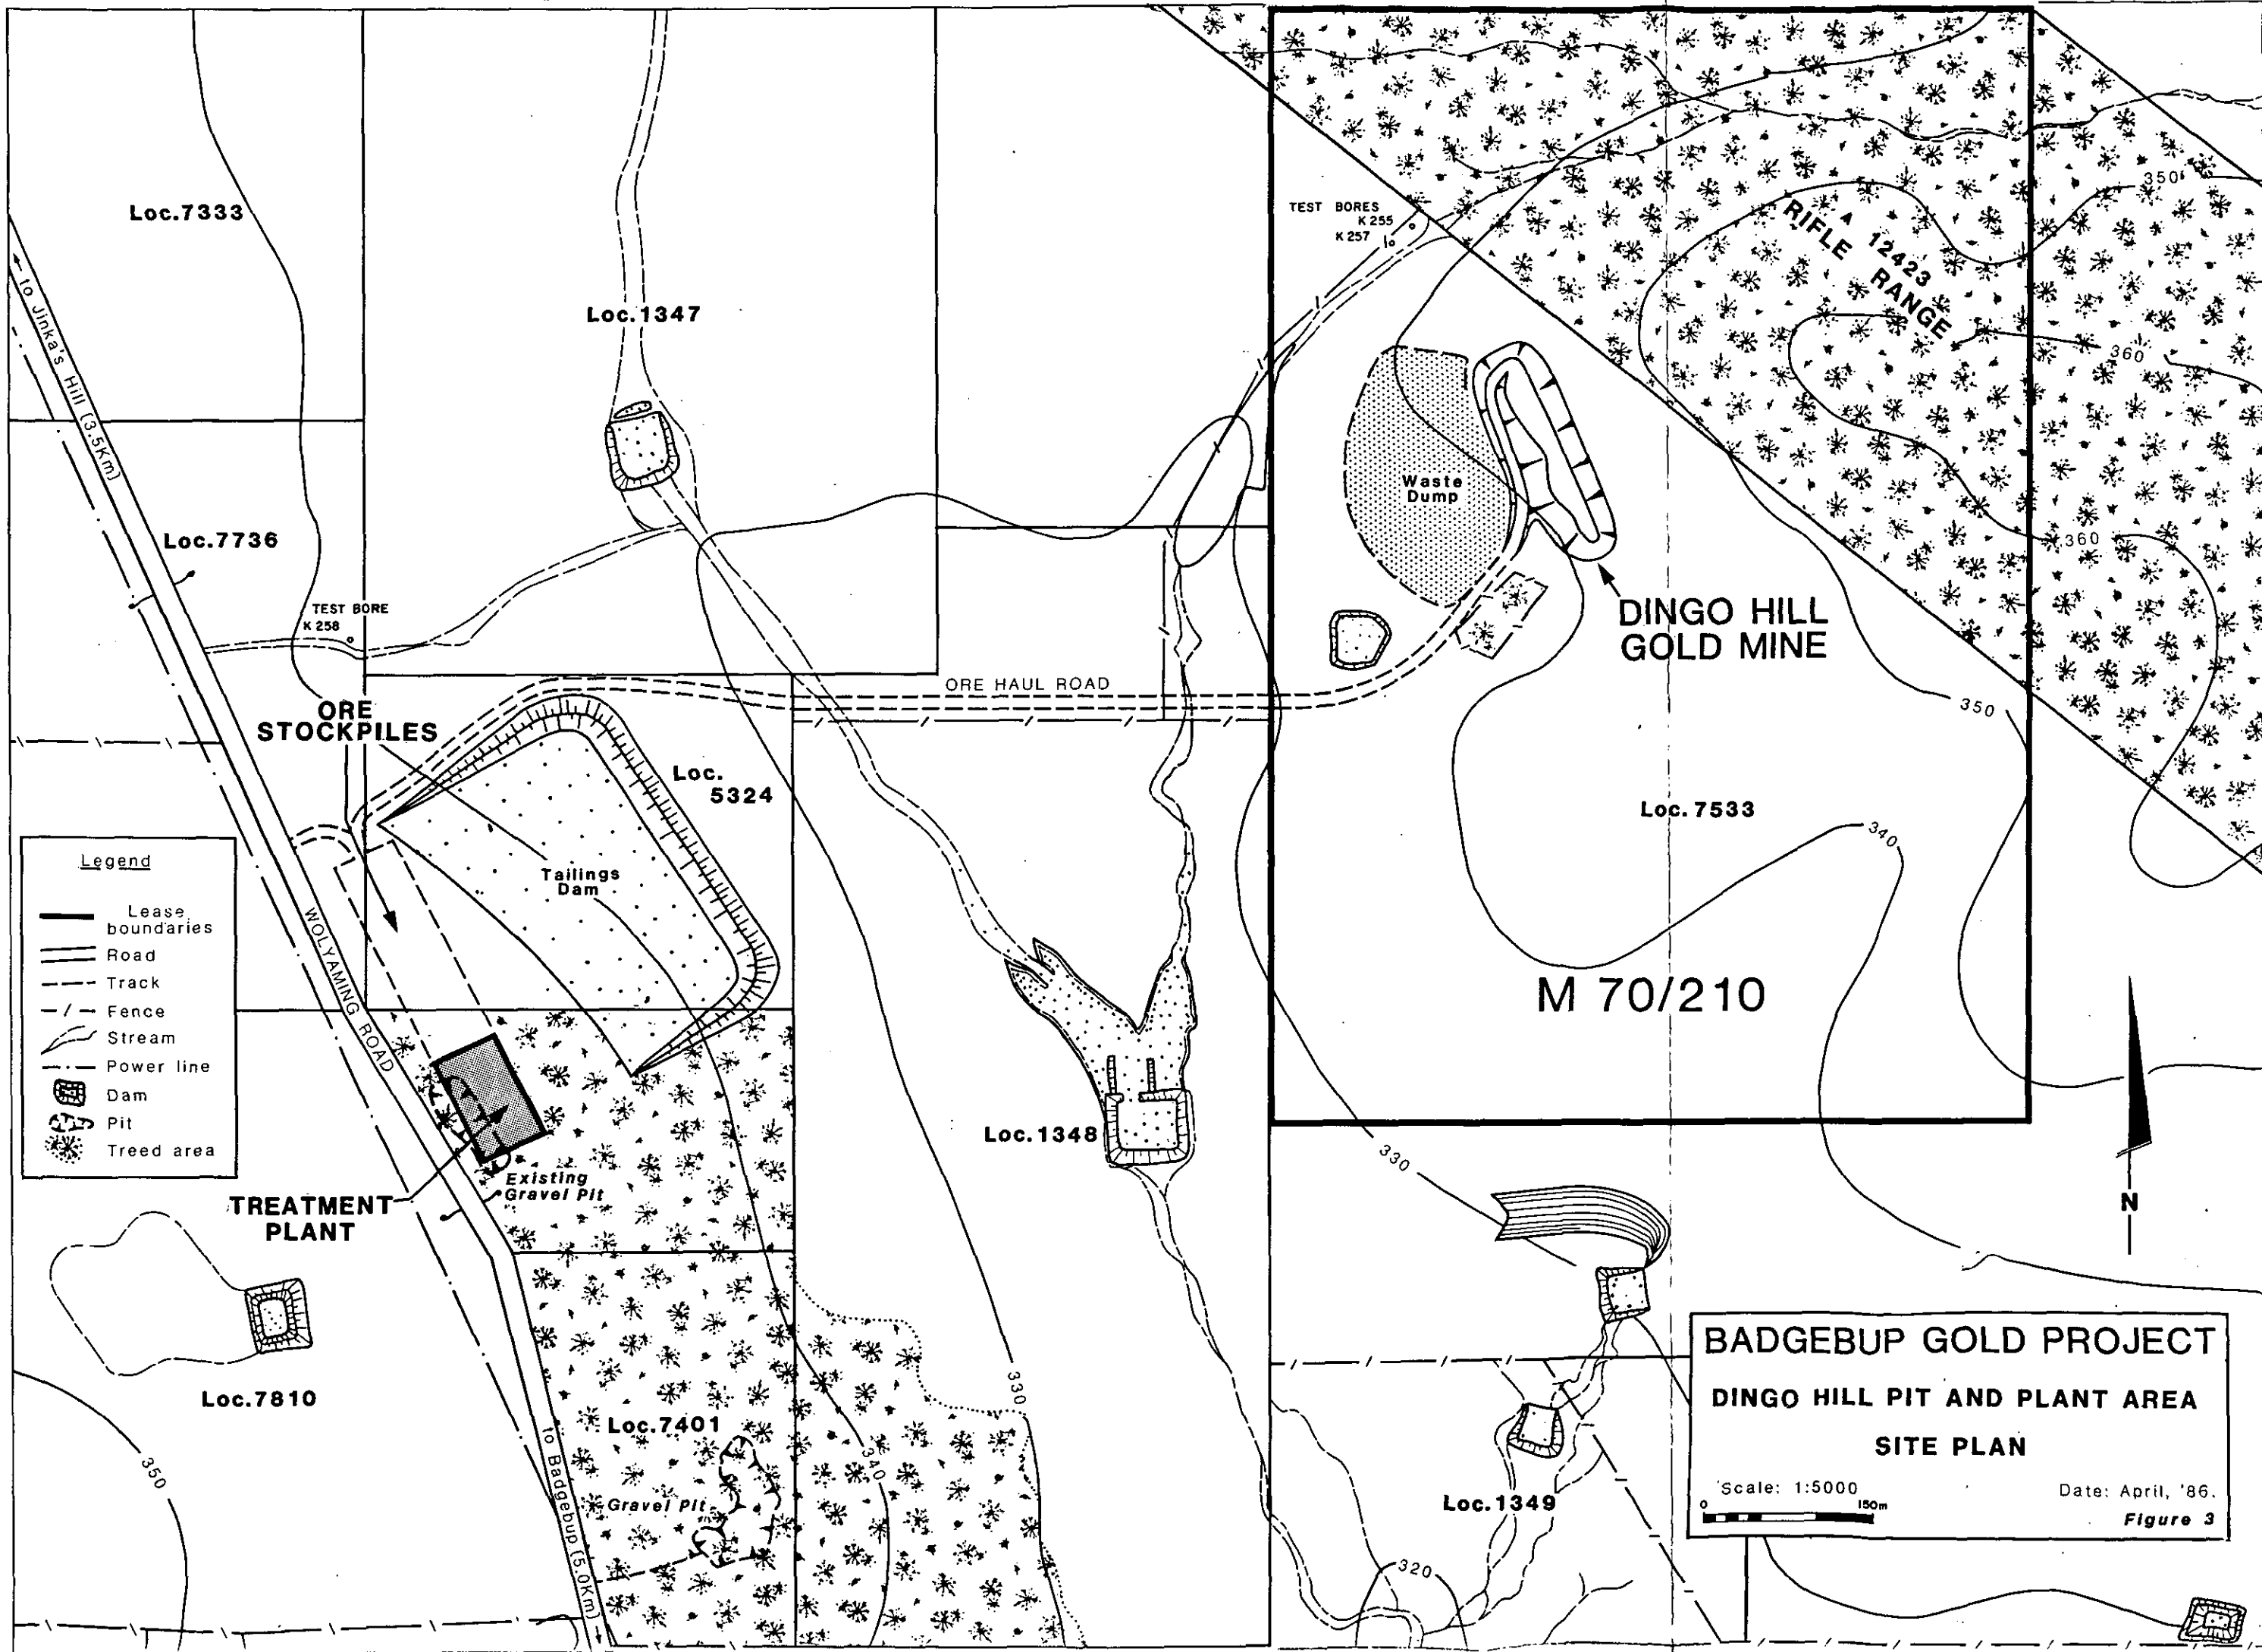 Loc.7333
to Jinka's Hill (3.5Km)
Loc.1347
TEST BORES
K 255
K 257
A 12423
RIFLE RANGE
350
360
360
Loc.7736
TEST BORE
K 258
Waste
Dump
DINGO HILL
GOLD MINE
ORE HAUL ROAD
ORE
STOCKPILES
Loc.
5324
350
Loc.7533
340
Tailings
Dam
Legend
Lease
boundaries
Road
Track
Fence
Stream
Power line
Dam
Pit
Treed area
WOLYAMING ROAD
M 70/210
Loc.1348
330
TREATMENT
PLANT
Existing
Gravel Pit
N
Loc.7810
350
Loc.7401
330
340
Gravel Pit
to Badgebup (5.0Km)
Loc.1349
320
BADGEBUP GOLD PROJECT
DINGO HILL PIT AND PLANT AREA
SITE PLAN
Scale: 1:5000
0 150m
Date: April, '86.
Figure 3